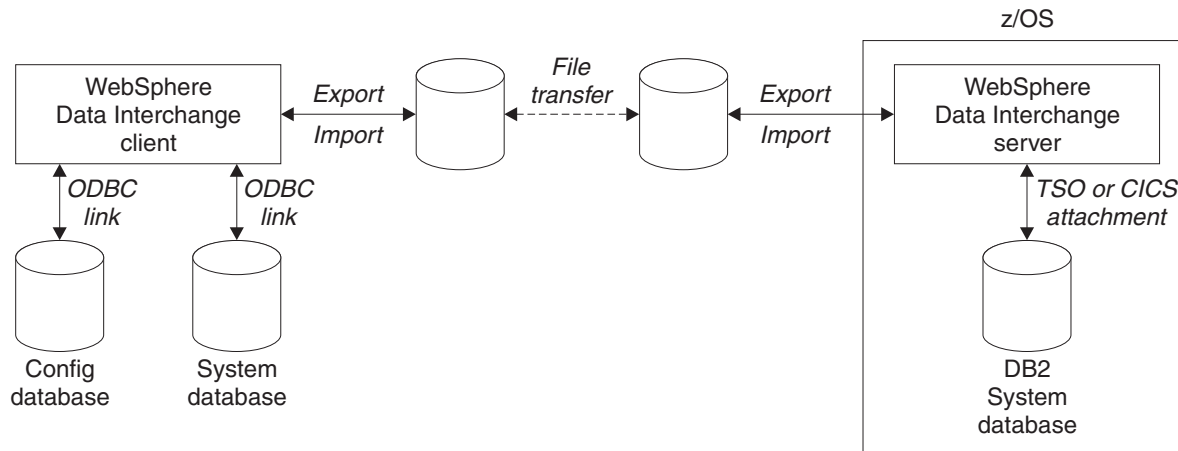 z/OS
WebSphere
Data Interchange
client
Export
Import
File
transfer
Export
Import
WebSphere
Data Interchange
server
ODBC
link
ODBC
link
TSO or CICS
attachment
Config
database
System
database
DB2
System
database